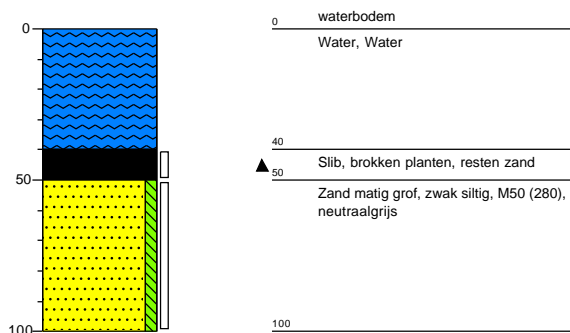 0
50
100
0
waterbodem
Water, Water
40
Slib, brokken planten, resten zand
50
Zand matig grof, zwak siltig, M50 (280),
neutraalgrijs
100